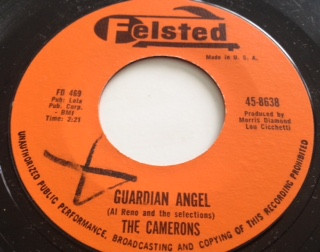 Felsted
Made in U. S. A.
FD 469
Pub: Lola
Pub. Corp.
- BMI
Time: 2:21
45-8638
Produced by
Morris Diamond
Lou Cicchetti
GUARDIAN ANGEL
(Al Reno and the selections)
THE CAMERONS
UNAUTHORIZED PUBLIC PERFORMANCE, BROADCASTING AND COPYING OF THIS RECORDING PROHIBITED